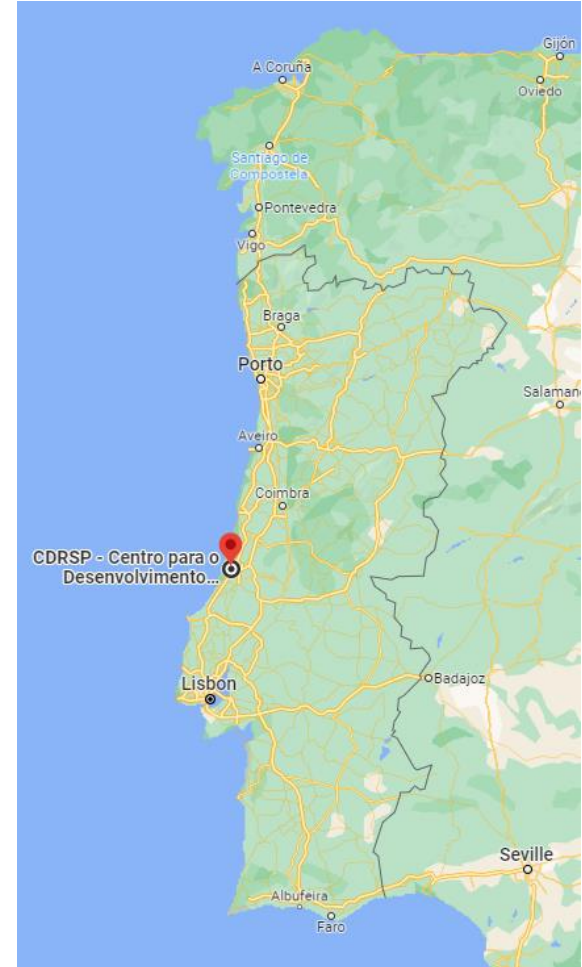 Gijón
A Coruña
Oviedo
Santiago de
Compostela
Pontevedra
Vigo
Braga
Porto
Salaman
Aveiro
Coimbra
CDRSP - Centro para o
Desenvolvimento...
Lisbon
Badajoz
Seville
Albufeira
Faro